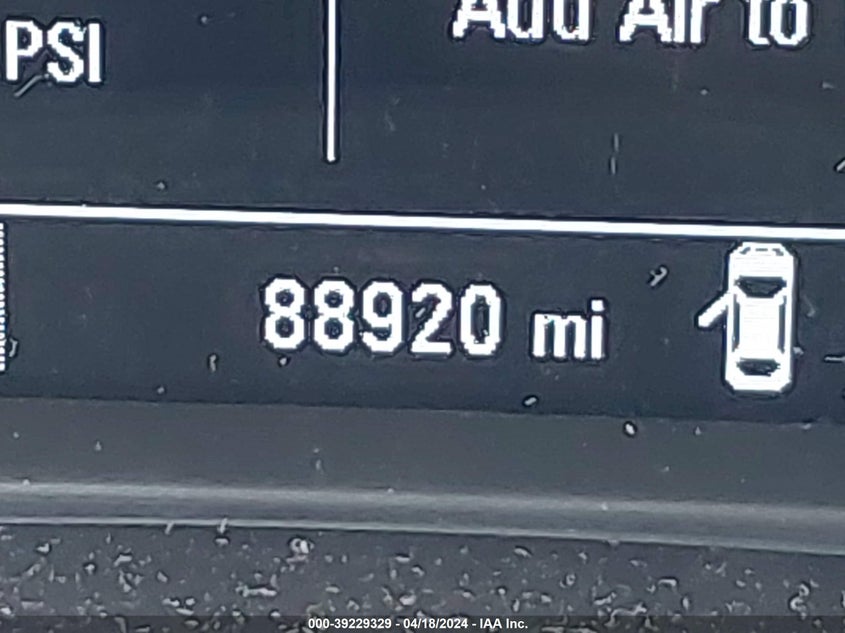 PSI
Add Air to
88920 mi
000-39229329 - 04/18/2024 - IAA Inc.